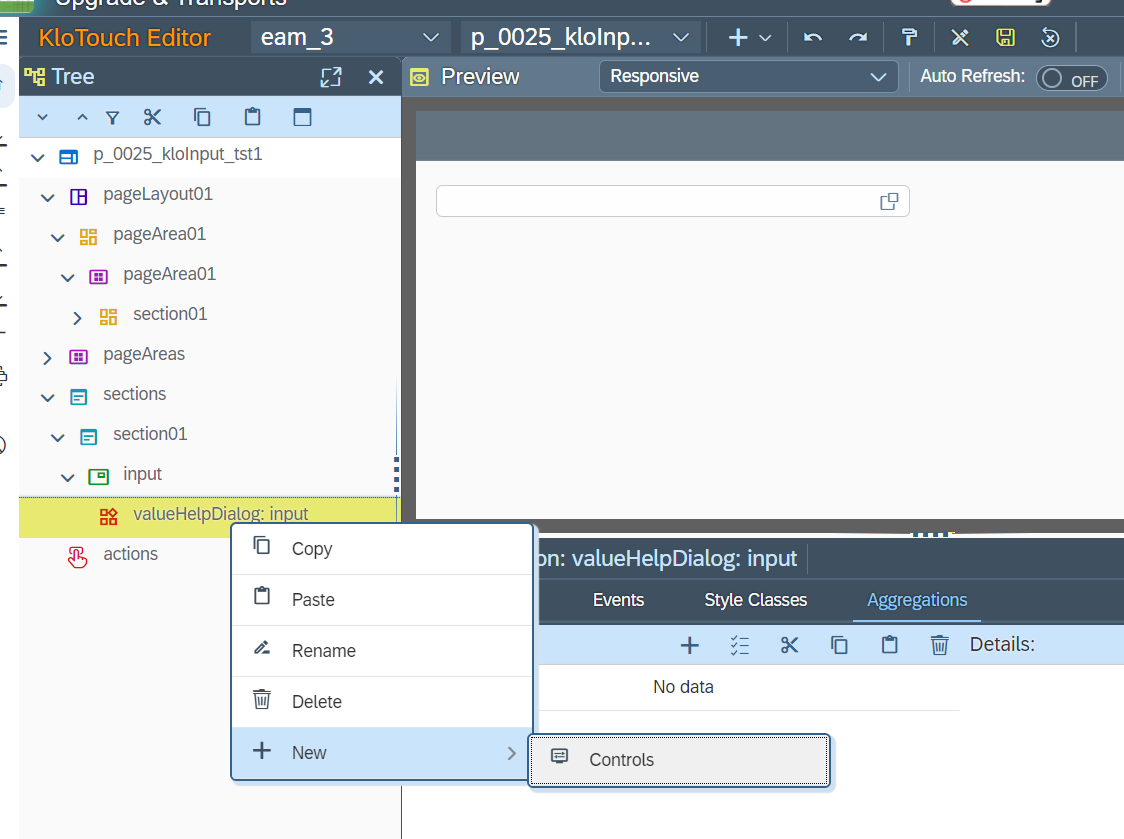 Upgrade & Transports
KloTouch Editor
eam_3
p_0025_kloInp...
Tree
Preview
Responsive
Auto Refresh:
OFF
p_0025_kloInput_tst1
pageLayout01
pageArea01
pageArea01
section01
pageAreas
sections
section01
input
valueHelpDialog: input
actions
Copy
Paste
Rename
Delete
New
Controls
on: valueHelpDialog: input
Events
Style Classes
Aggregations
Details:
No data